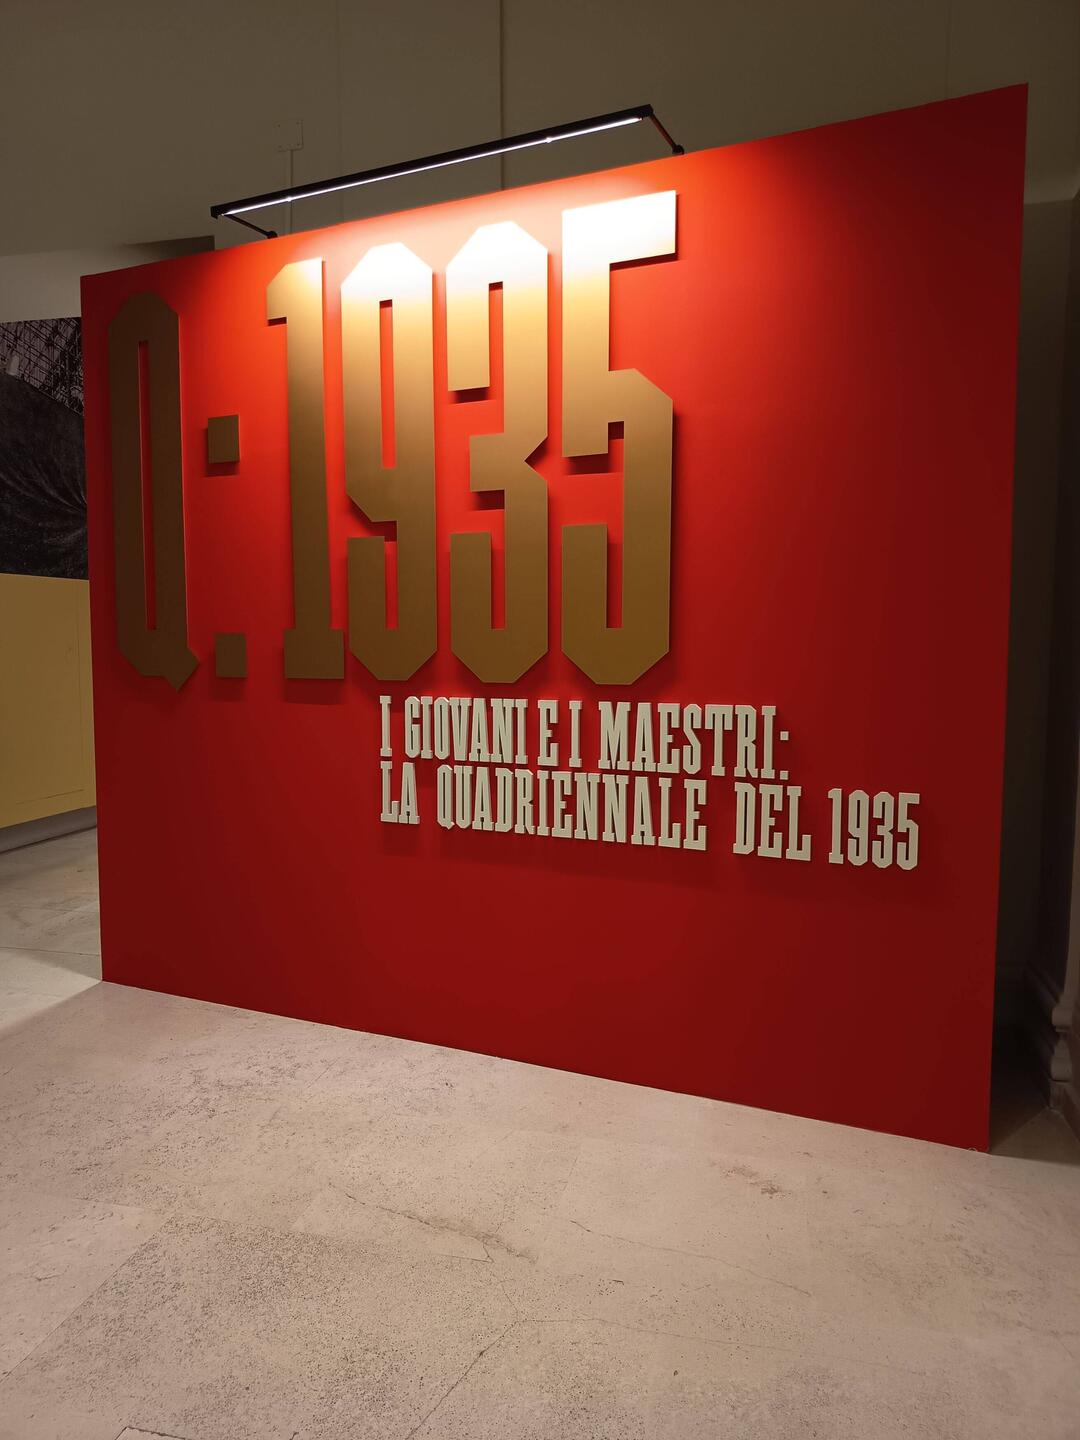 Q:1935
I GIOVANI E I MAESTRI:
LA QUADRIENNALE DEL 1935